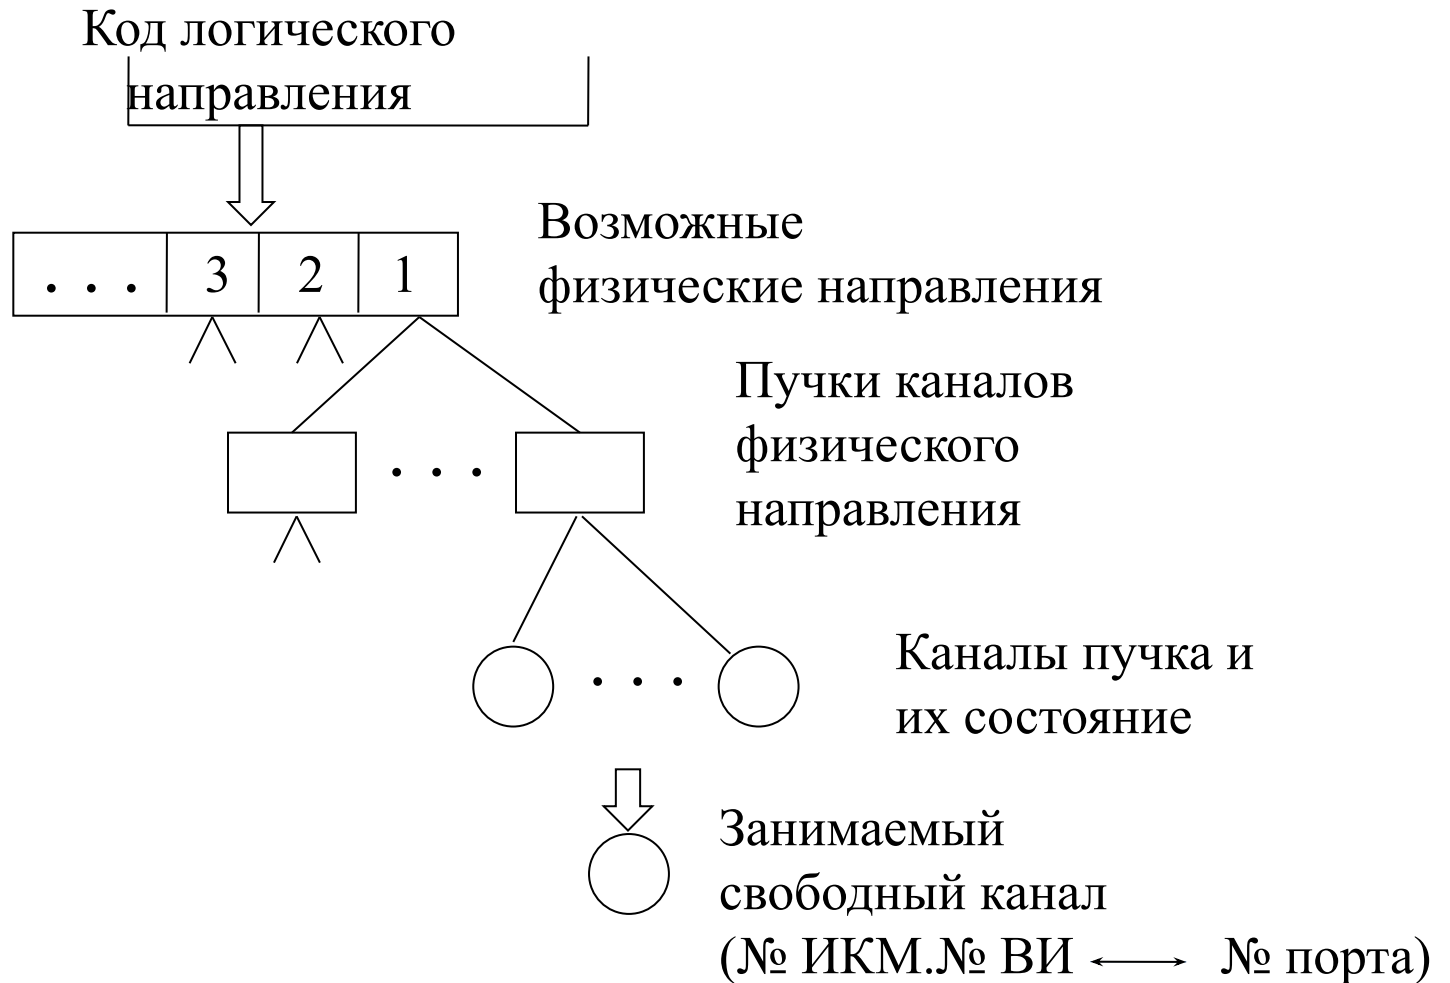 Код логического
направления
. . . 3 2 1
Возможные
физические направления
Пучки каналов
физического
направления
. . .
Каналы пучка и
их состояние
. . .
Занимаемый
свободный канал
(№ ИКМ.№ ВИ ⟷ № порта)